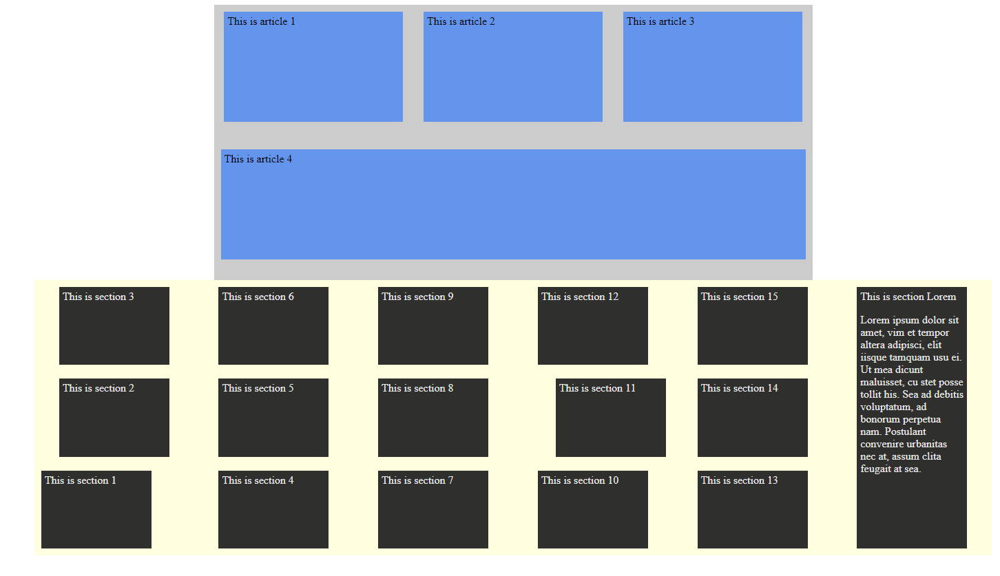 This is article 1
This is article 2
This is article 3
This is article 4
This is section 3
This is section 6
This is section 9
This is section 12
This is section 15
This is section Lorem
Lorem ipsum dolor sit
amet, vim et tempor
altera adipisci, elit
iisque tamquam usu ei.
Ut mea dicunt
maluisset, cu stet posse
tollit his. Sea ad debitis
voluptatum, ad
bonorum perpetua
nam. Postulant
convenire urbanitas
nec at, assum clita
feugait at sea.
This is section 2
This is section 5
This is section 8
This is section 11
This is section 14
This is section 1
This is section 4
This is section 7
This is section 10
This is section 13